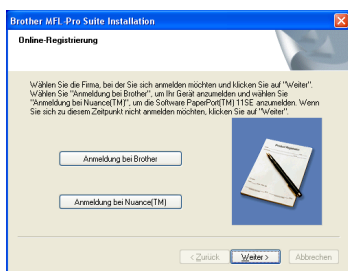 Brother MFL-Pro Suite Installation
Online-Registrierung
Wählen Sie die Firma, bei der Sie sich anmelden möchten und klicken Sie auf "Weiter".
Wählen Sie "Anmeldung bei Brother", um Ihr Gerät anzumelden und wählen Sie
"Anmeldung bei Nuance(TM)", um die Software PaperPort(TM) 11SE anzumelden. Wenn
Sie sich zu diesem Zeitpunkt nicht anmelden möchten, klicken Sie auf "Weiter".
Anmeldung bei Brother
Product Registration
Anmeldung bei Nuance(TM)
< Zurück
Weiter >
Abbrechen